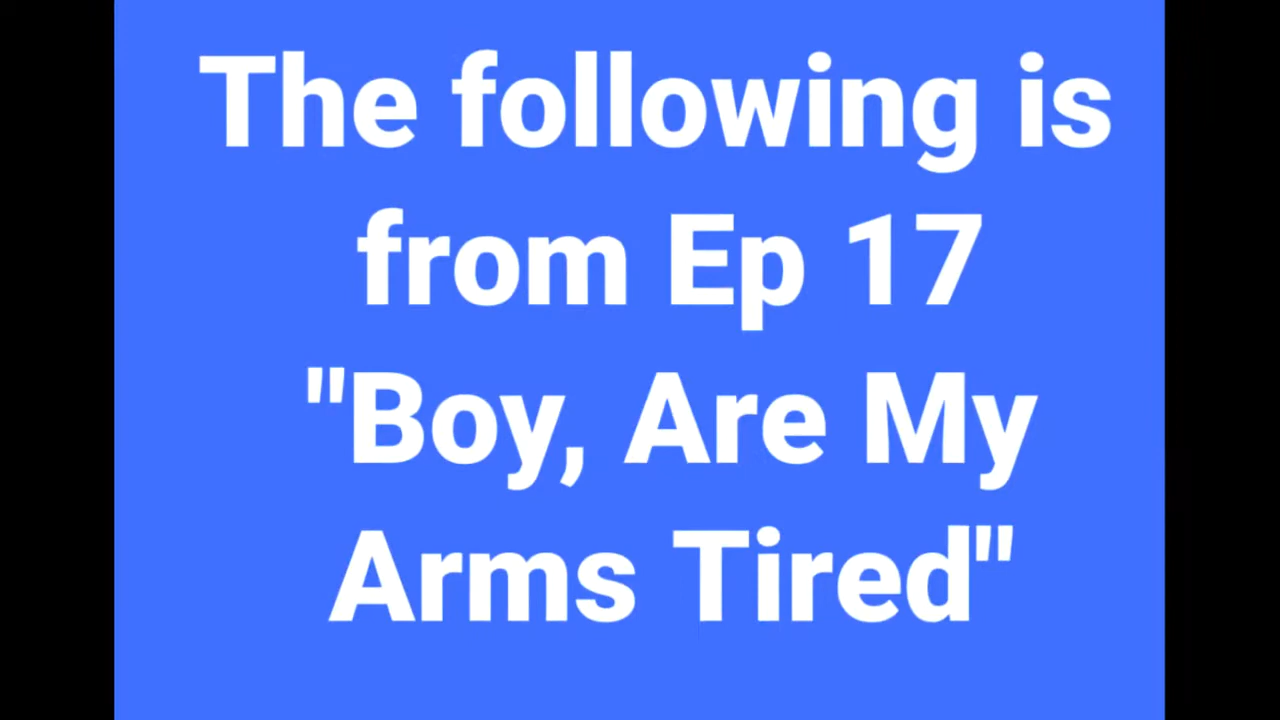 The following is
from Ep 17
"Boy, Are My
Arms Tired"